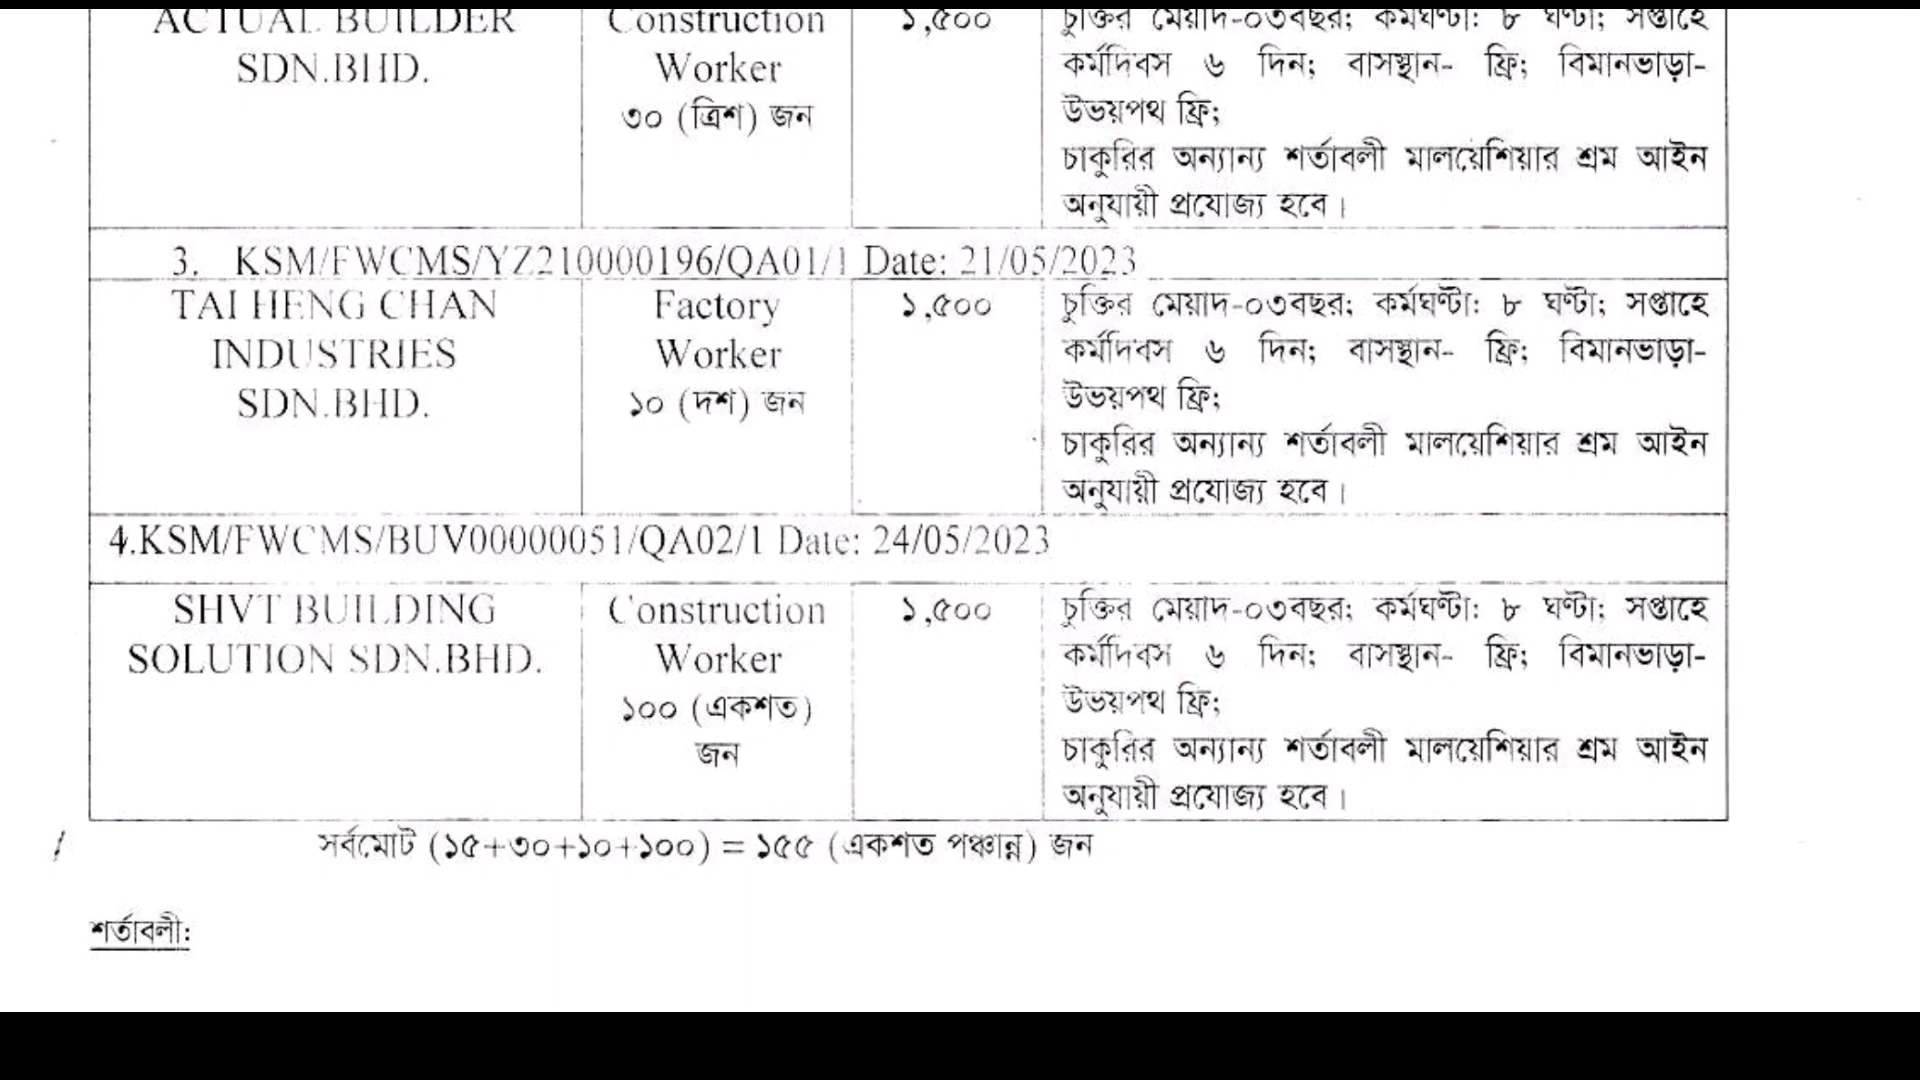 ACTUAL BUILDER
SDN.BHD.
Construction
Worker
৩০ (ত্রিশ) জন
১,৫০০
চুক্তির মেয়াদ-০৩বছর; কর্মঘণ্টা: ৮ ঘণ্টা; সপ্তাহে
কর্মদিবস ৬ দিন; বাসস্থান- ফ্রি; বিমানভাড়া-
উভয়পথ ফ্রি;
চাকুরির অন্যান্য শর্তাবলী মালয়েশিয়ার শ্রম আইন
অনুযায়ী প্রযোজ্য হবে।
3. KSM/FWCMS/YZ210000196/QA01/1 Date: 21/05/2023
TAI HENG CHAN
INDUSTRIES
SDN.BHD.
Factory
Worker
১০ (দশ) জন
১,৫০০
চুক্তির মেয়াদ-০৩বছর; কর্মঘণ্টা: ৮ ঘণ্টা; সপ্তাহে
কর্মদিবস ৬ দিন; বাসস্থান- ফ্রি; বিমানভাড়া-
উভয়পথ ফ্রি;
চাকুরির অন্যান্য শর্তাবলী মালয়েশিয়ার শ্রম আইন
অনুযায়ী প্রযোজ্য হবে।
4.KSM/FWCMS/BUV00000051/QA02/1 Date: 24/05/2023
SHVT BUILDING
SOLUTION SDN.BHD.
Construction
Worker
১০০ (একশত)
জন
১,৫০০
চুক্তির মেয়াদ-০৩বছর; কর্মঘণ্টা: ৮ ঘণ্টা; সপ্তাহে
কর্মদিবস ৬ দিন; বাসস্থান- ফ্রি; বিমানভাড়া-
উভয়পথ ফ্রি;
চাকুরির অন্যান্য শর্তাবলী মালয়েশিয়ার শ্রম আইন
অনুযায়ী প্রযোজ্য হবে।
সর্বমোট (১৫+৩০+১০+১০০) = ১৫৫ (একশত পঞ্চান্ন) জন
শর্তাবলী: